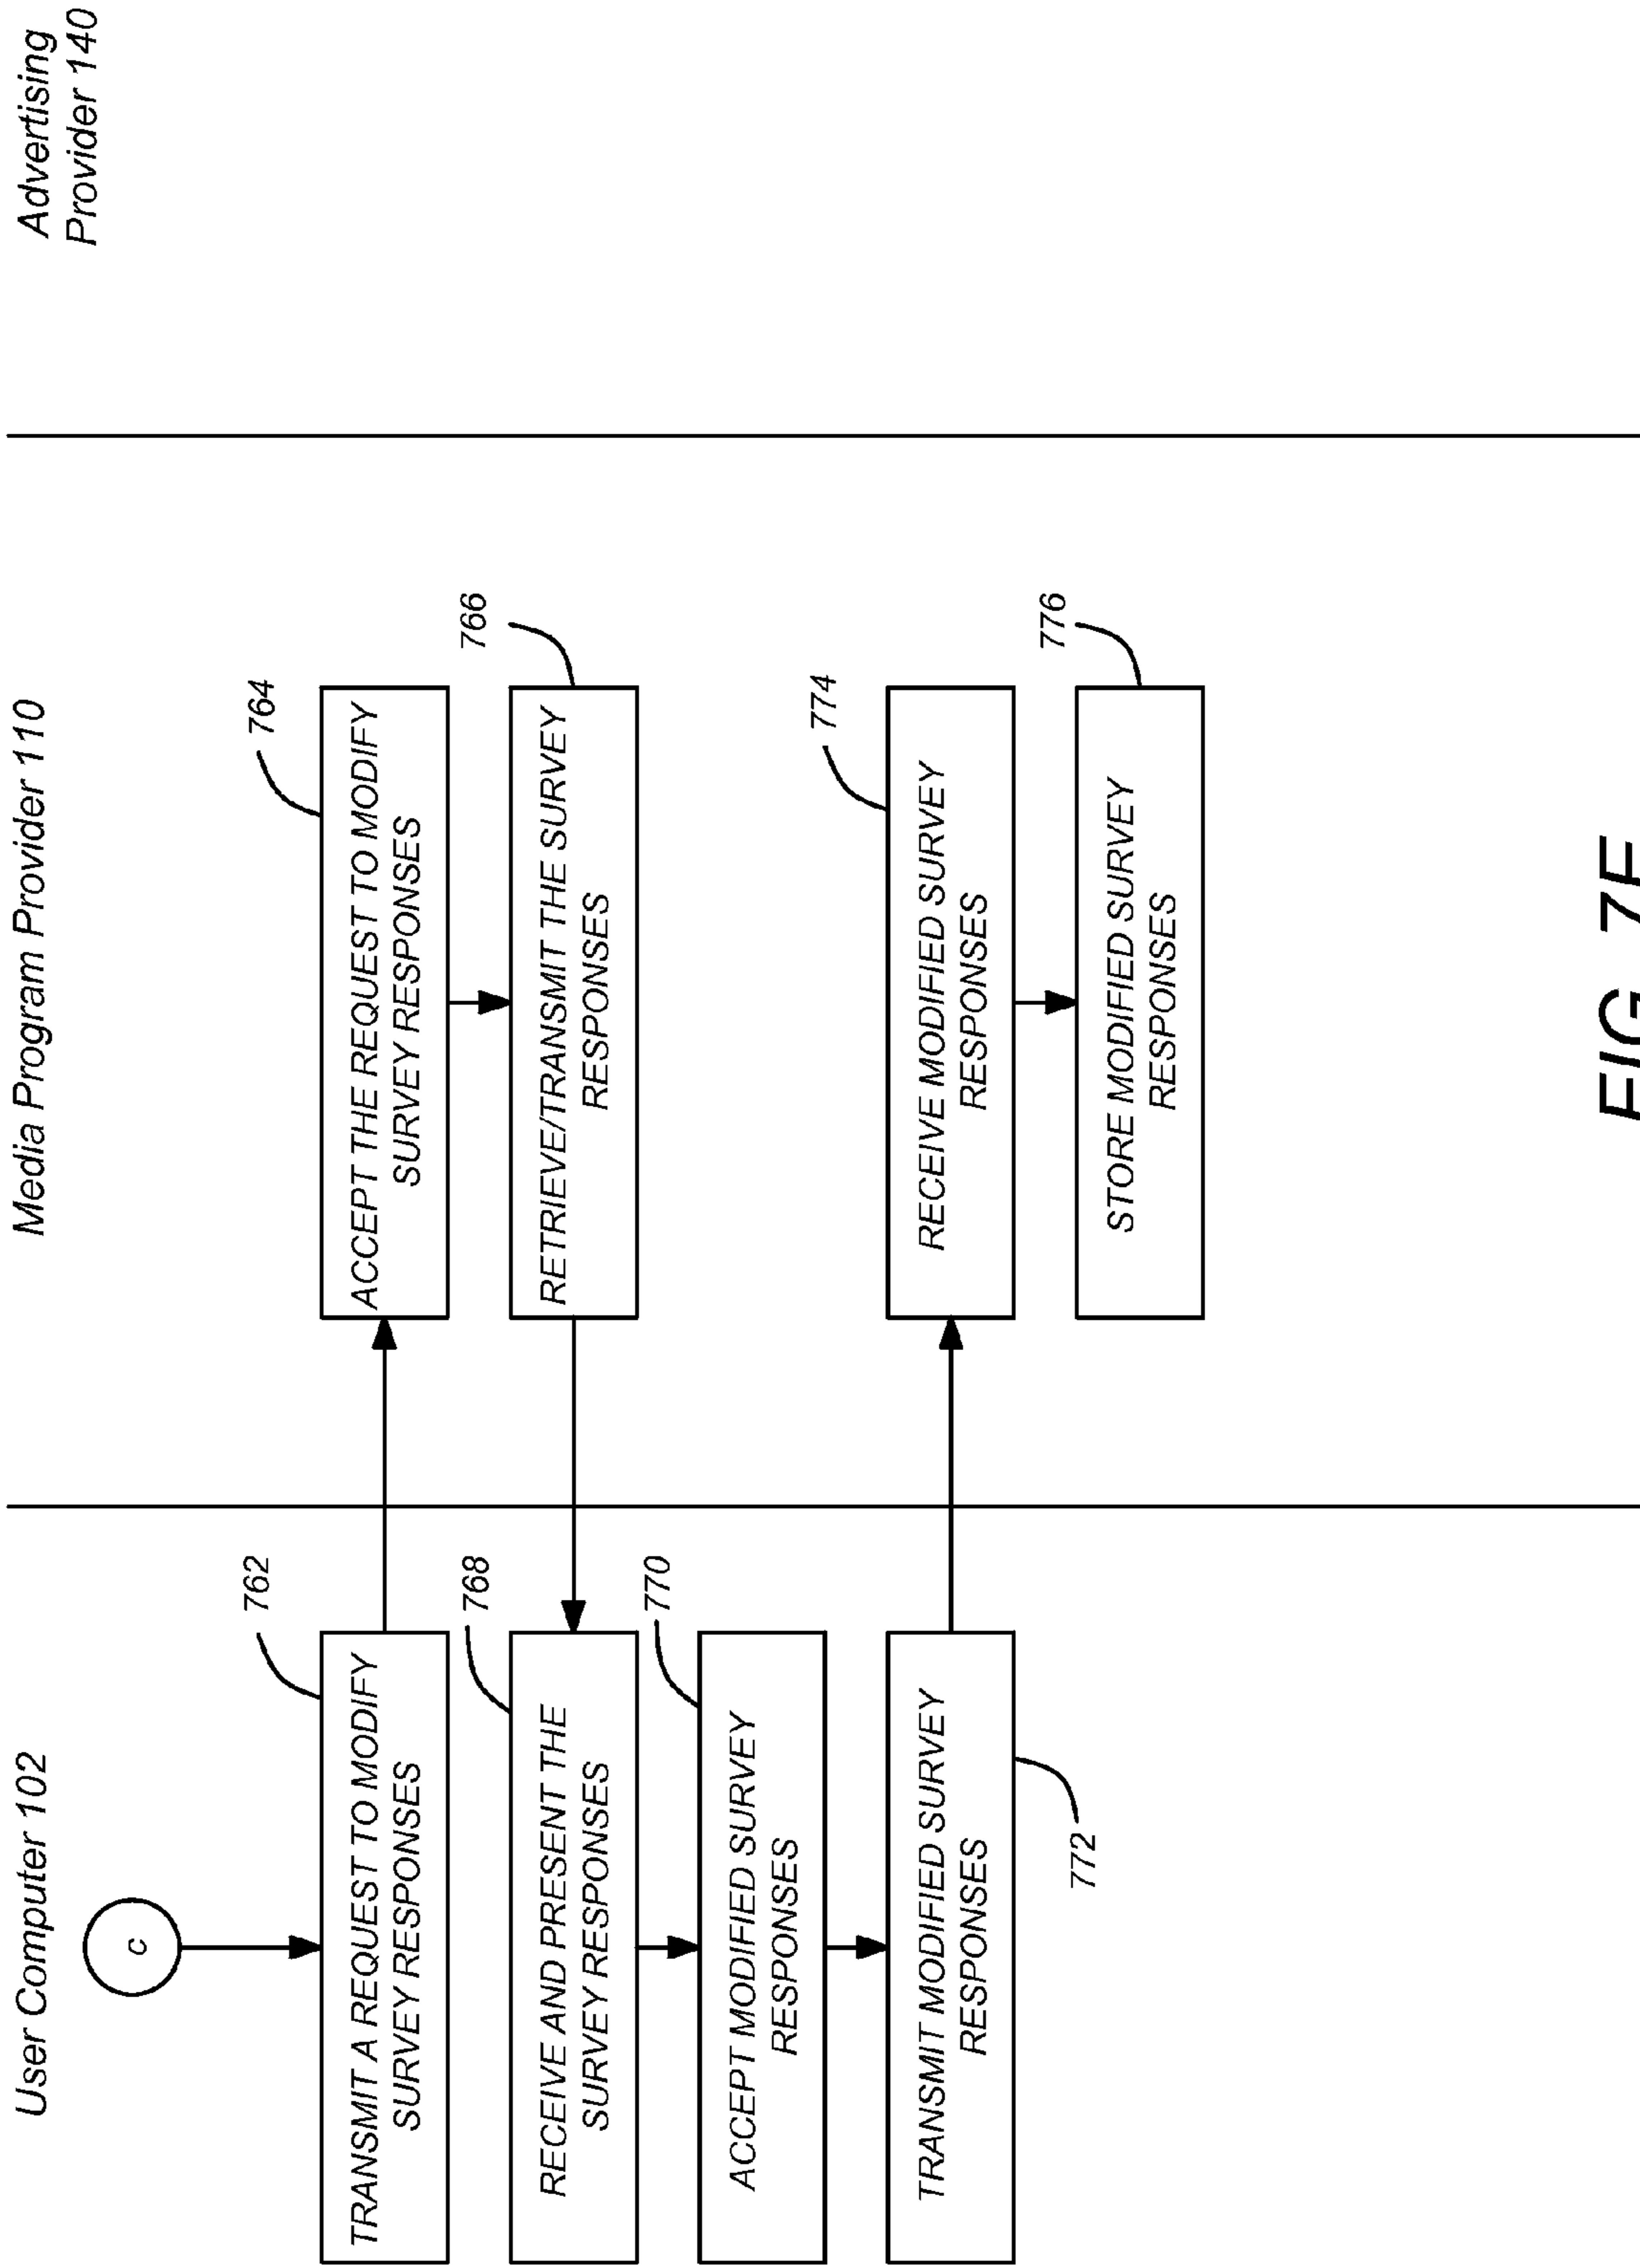 User Computer 102
Media Program Provider 110
Advertising
Provider 140
c
762
TRANSMIT A REQUEST TO MODIFY
SURVEY RESPONSES
764
ACCEPT THE REQUEST TO MODIFY
SURVEY RESPONSES
766
RETRIEVE/TRANSMIT THE SURVEY
RESPONSES
768
RECEIVE AND PRESENT THE
SURVEY RESPONSES
770
ACCEPT MODIFIED SURVEY
RESPONSES
TRANSMIT MODIFIED SURVEY
RESPONSES
772
774
RECEIVE MODIFIED SURVEY
RESPONSES
776
STORE MODIFIED SURVEY
RESPONSES
FIG